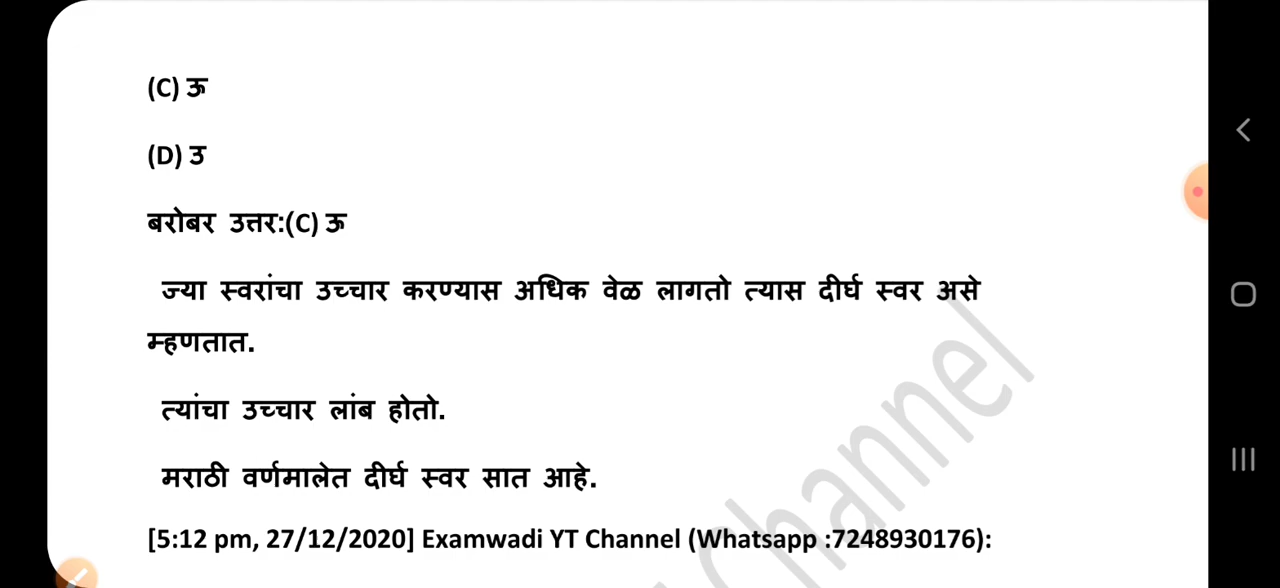 (C) ऊ
(D) उ
बरोबर उत्तर:(C) ऊ
ज्या स्वरांचा उच्चार करण्यास अधिक वेळ लागतो त्यास दीर्घ स्वर असे
म्हणतात.
त्यांचा उच्चार लांब होतो.
मराठी वर्णमालेत दीर्घ स्वर सात आहे.
[5:12 pm, 27/12/2020] Examwadi YT Channel (Whatsapp :7248930176):
channel